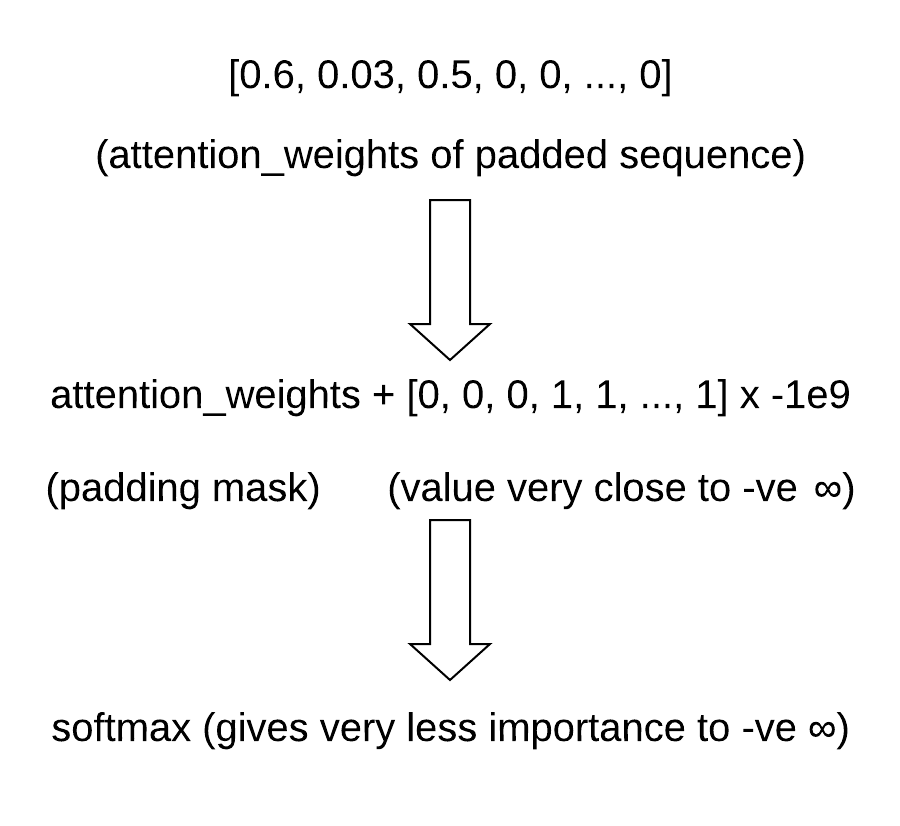 [0.6, 0.03, 0.5, 0, 0, ..., 0]
(attention_weights of padded sequence)
attention_weights + [0, 0, 0, 1, 1, ..., 1] x -1e9
(padding mask) (value very close to -ve ∞)
softmax (gives very less importance to -ve ∞)